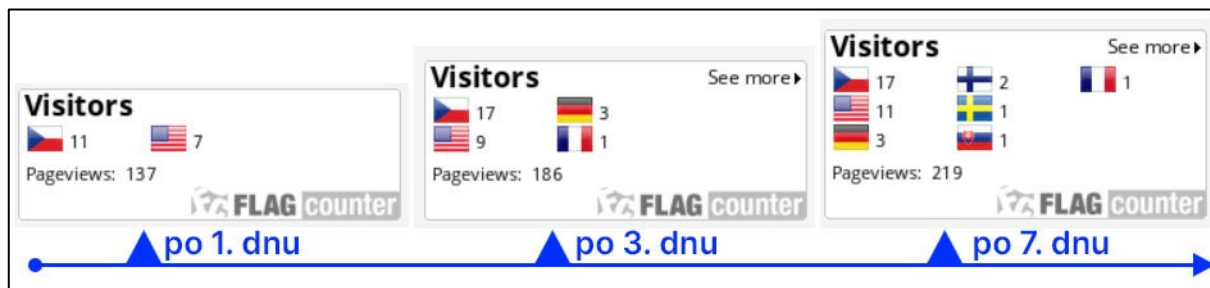 Visitors
11 7
Pageviews: 137
FLAG counter
po 1. dnu
Visitors See more
17 3
9 1
Pageviews: 186
FLAG counter
po 3. dnu
Visitors See more
17 2 1
11 1
3 1
Pageviews: 219
FLAG counter
po 7. dnu